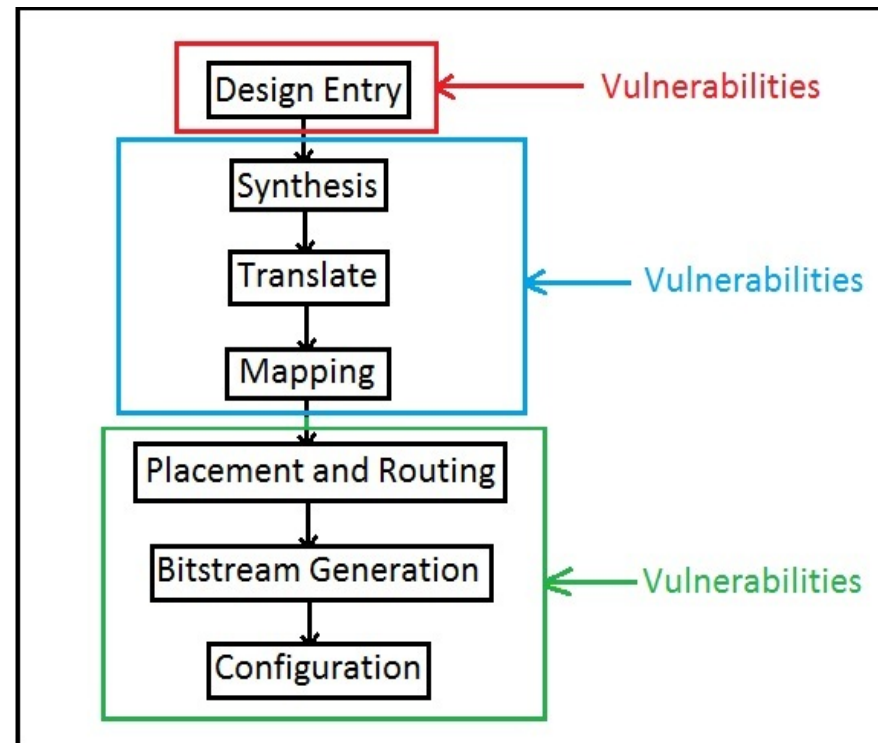 Design Entry
Vulnerabilities
Synthesis
Translate
Vulnerabilities
Mapping
Placement and Routing
Bitstream Generation
Vulnerabilities
Configuration